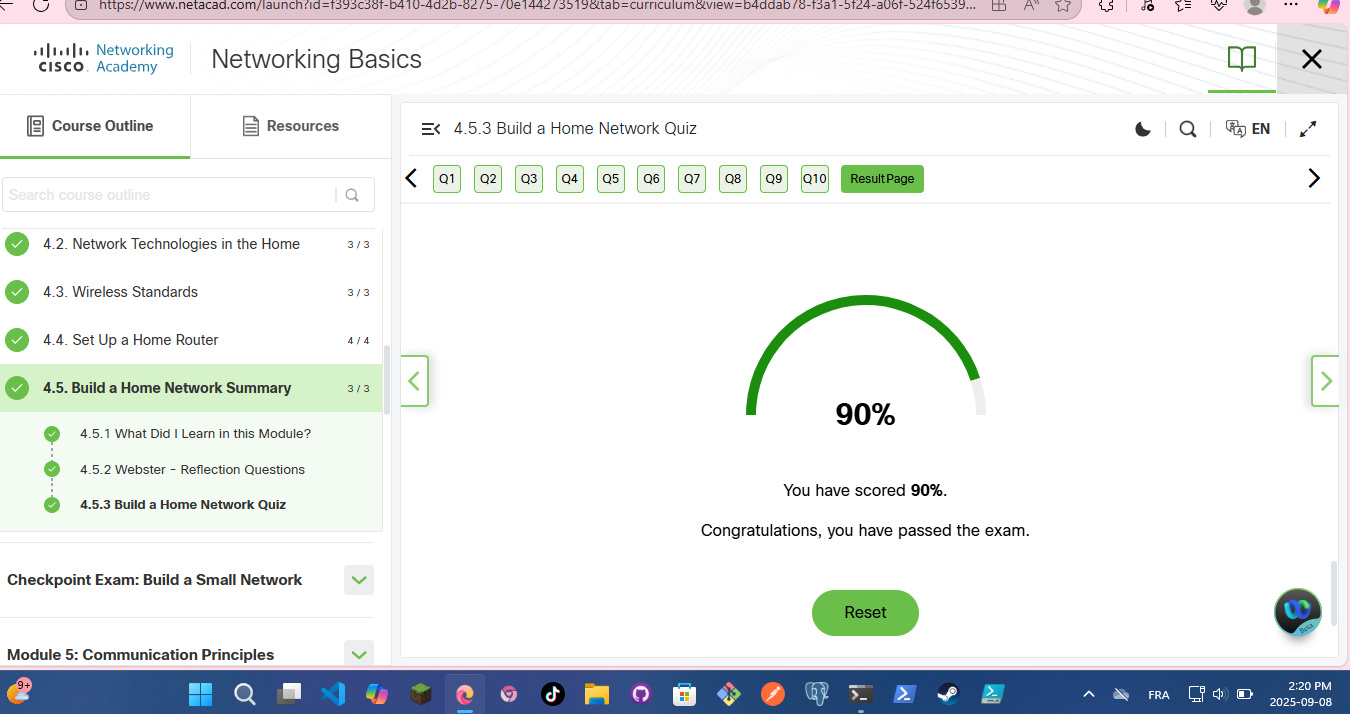 https://www.netacad.com/launch?id=f393c38f-b410-4d2b-8275-70e144273519&tab=curriculum&view=b4ddab78-f3a1-5f24-a06f-524f6539...
CISCO Networking Academy
Networking Basics
Course Outline
Resources
Search course outline
4.2. Network Technologies in the Home 3 / 3
4.3. Wireless Standards 3 / 3
4.4. Set Up a Home Router 4 / 4
4.5. Build a Home Network Summary 3 / 3
4.5.1 What Did I Learn in this Module?
4.5.2 Webster - Reflection Questions
4.5.3 Build a Home Network Quiz
Checkpoint Exam: Build a Small Network
Module 5: Communication Principles
4.5.3 Build a Home Network Quiz
EN
Q1 Q2 Q3 Q4 Q5 Q6 Q7 Q8 Q9 Q10 Result Page
90%
You have scored 90%.
Congratulations, you have passed the exam.
Reset
Beta
9+
FRA
2:20 PM
2025-09-08